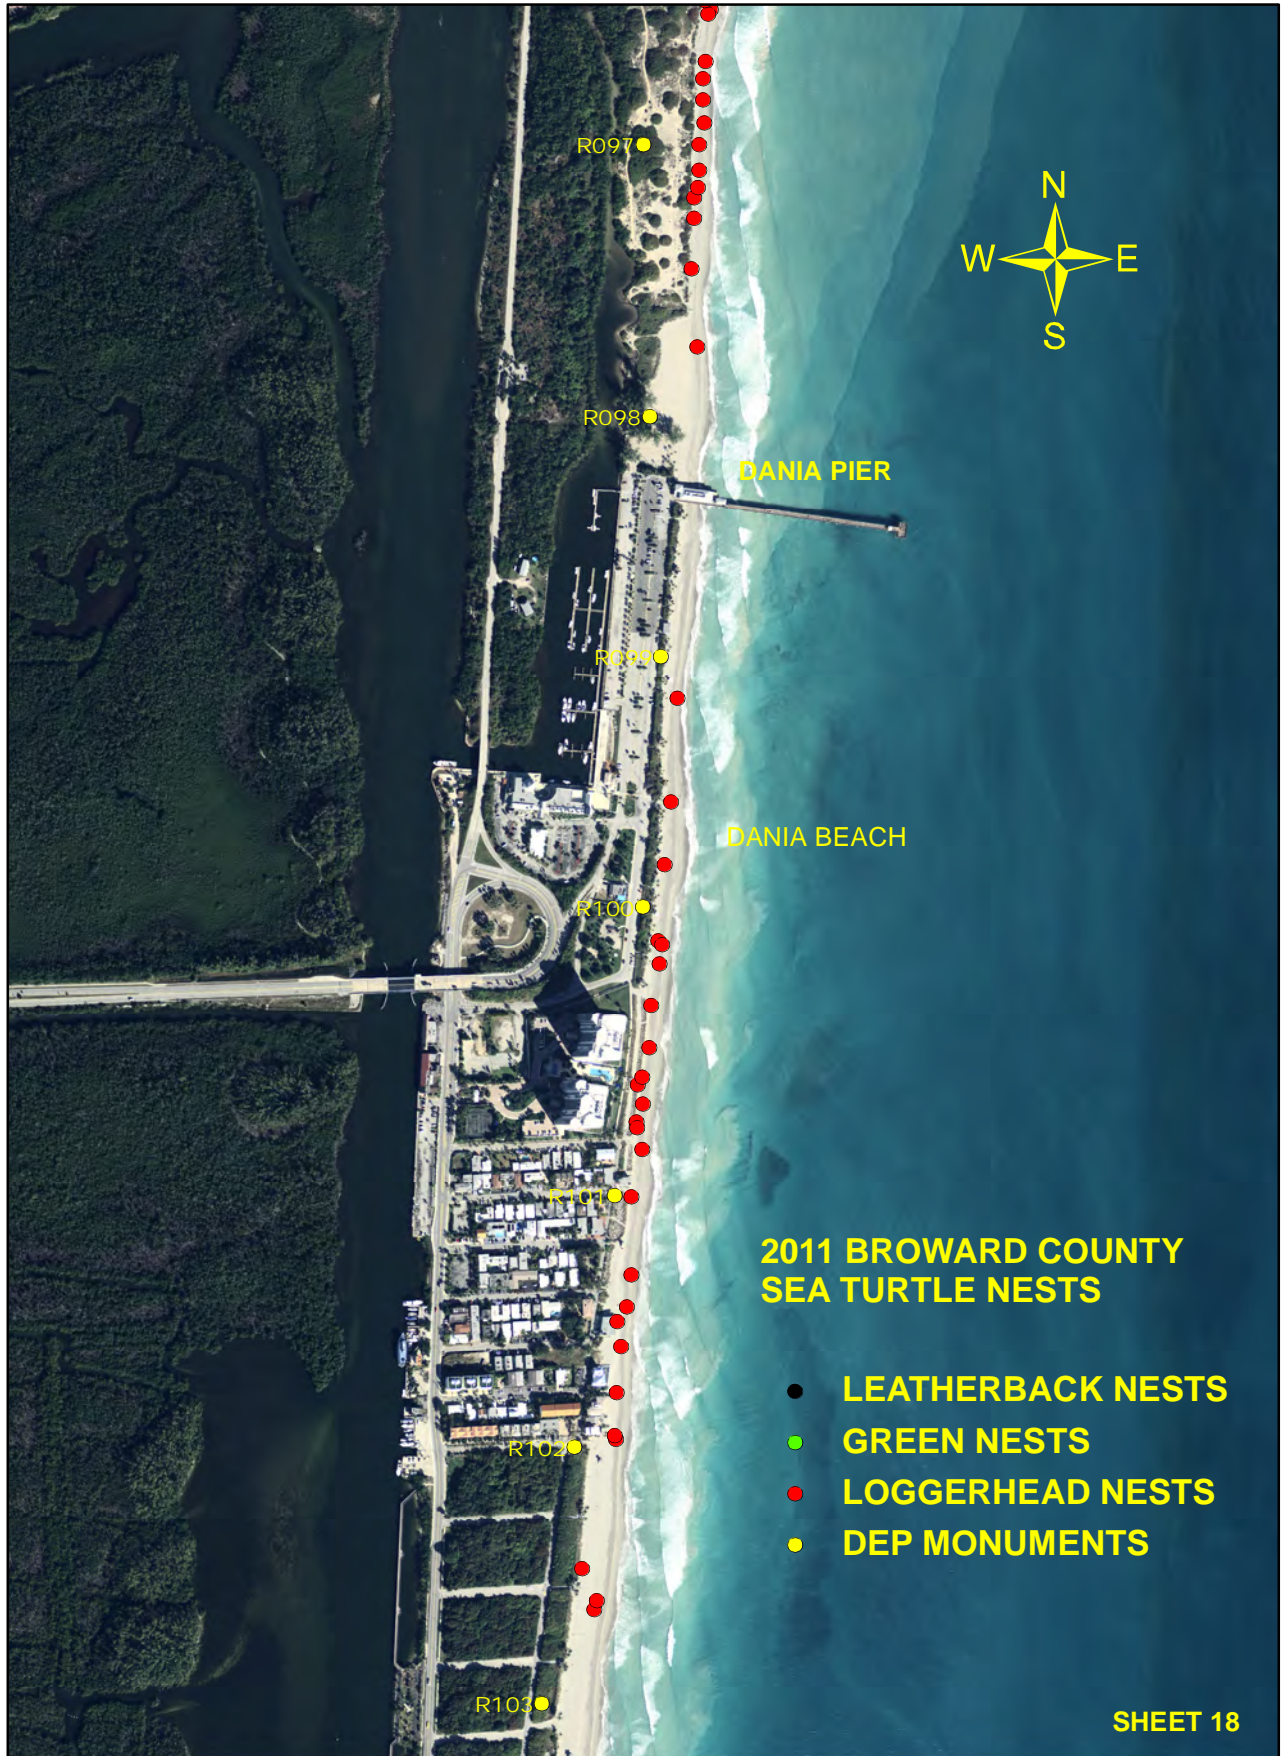 R097
N
W
E
S
R098
DANIA PIER
R099
DANIA BEACH
R100
R101
2011 BROWARD COUNTY
SEA TURTLE NESTS
LEATHERBACK NESTS
GREEN NESTS
R102
LOGGERHEAD NESTS
DEP MONUMENTS
R103
SHEET 18